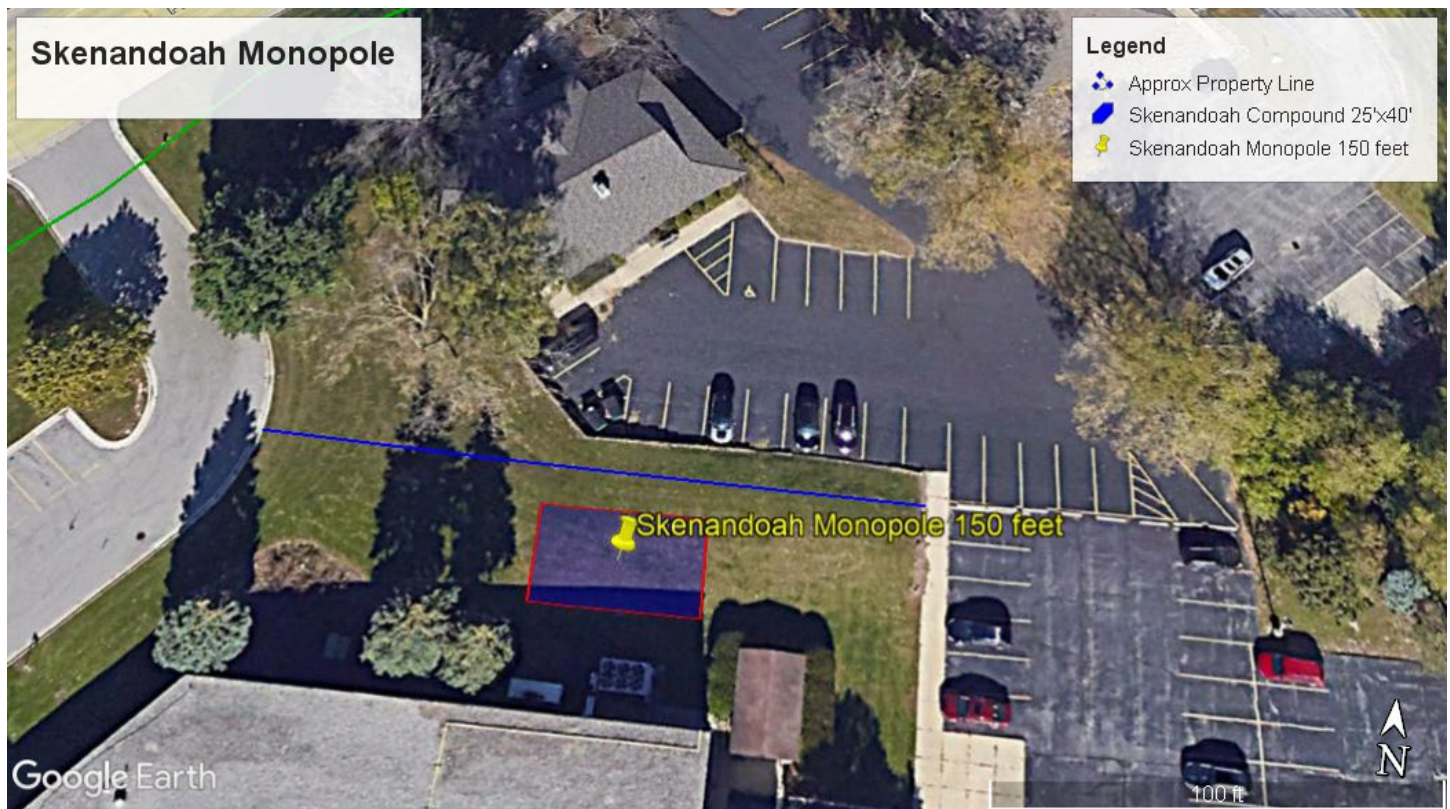 Skenandoah Monopole
Legend
Approx Property Line
Skenandoah Compound 25'x40'
Skenandoah Monopole 150 feet
Skenandoah Monopole 150 feet
Google Earth
100 ft
N